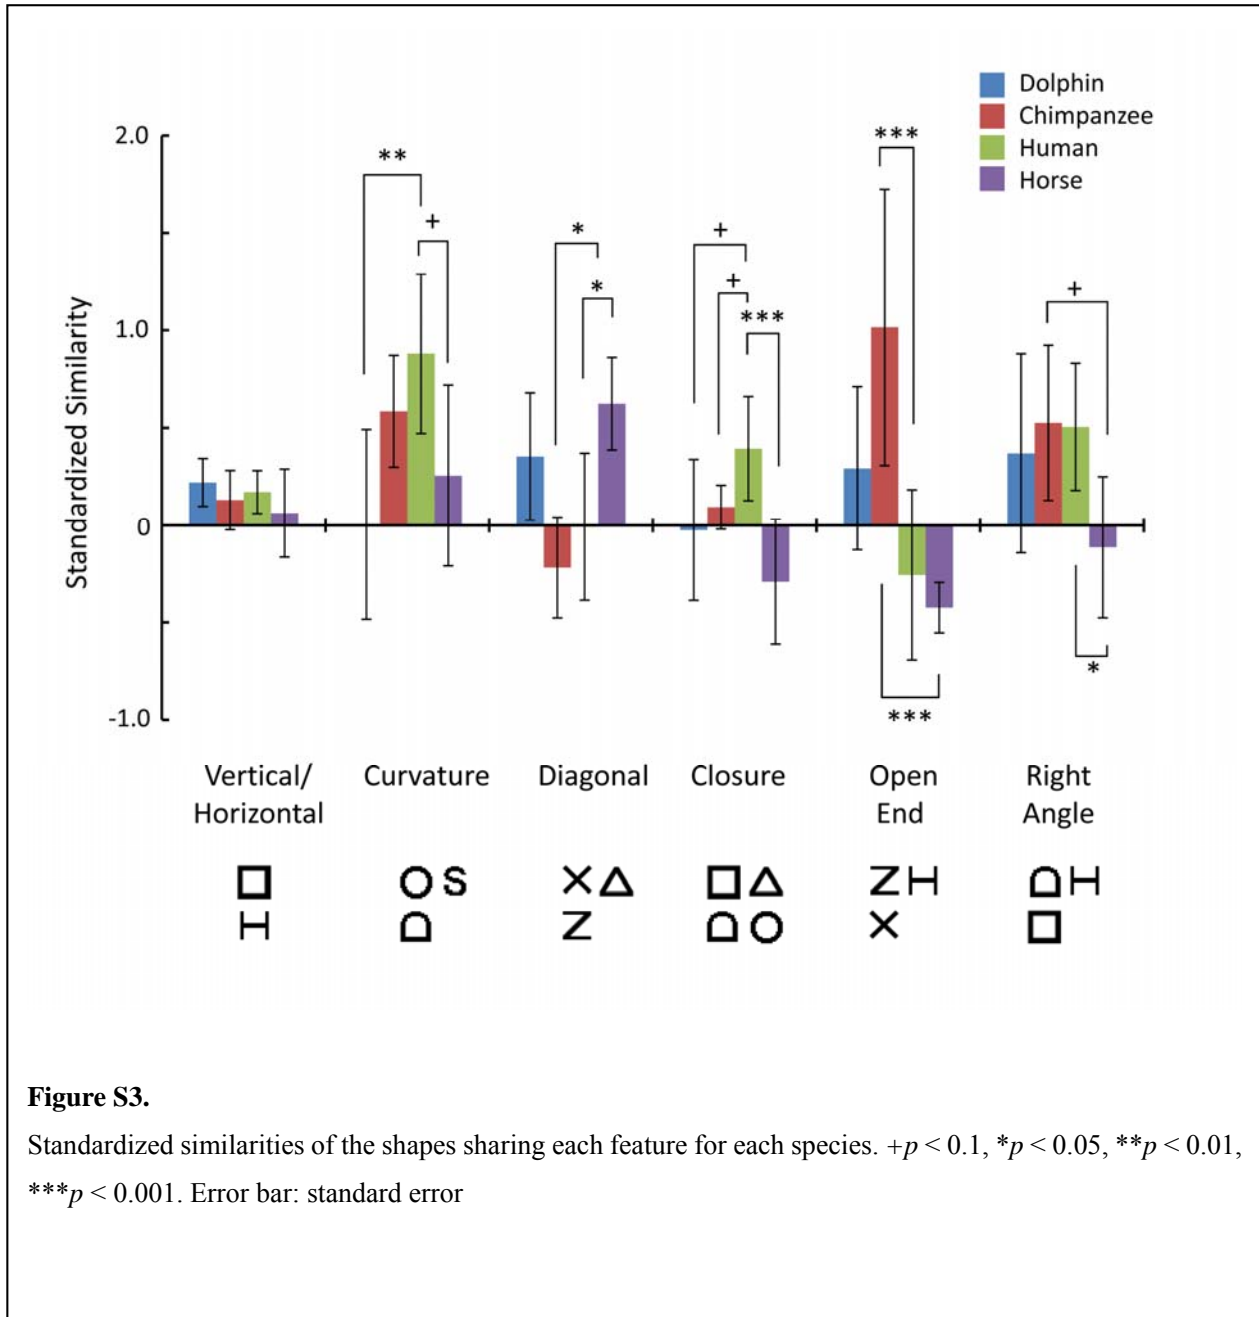 Dolphin
Chimpanzee
Human
Horse
2.0
1.0
0
-1.0
Standardized Similarity
**
+
*
*
+
+
***
***
***
+
*
Vertical/
Horizontal
Curvature
Diagonal
Closure
Open
End
Right
Angle
Figure S3.
Standardized similarities of the shapes sharing each feature for each species. +p < 0.1, *p < 0.05, **p < 0.01,
***p < 0.001. Error bar: standard error